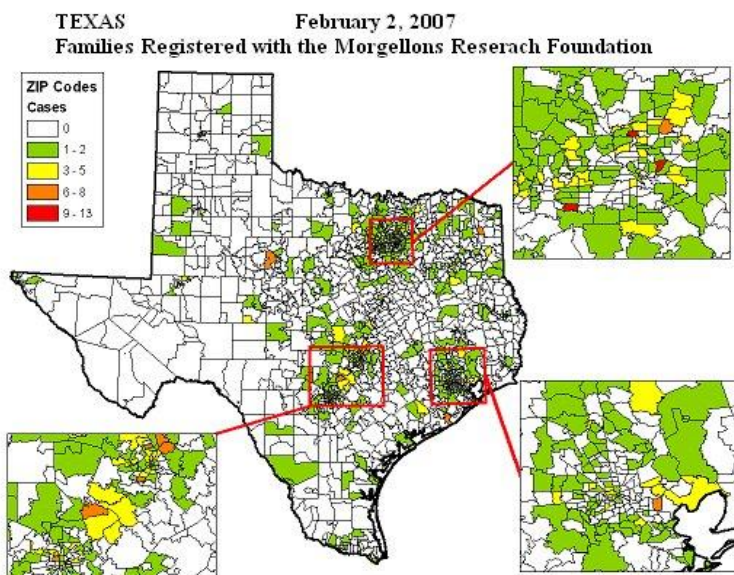 TEXAS February 2, 2007
Families Registered with the Morgellons Reserach Foundation
ZIP Codes
Cases
0
1 - 2
3 - 5
6 - 8
9 - 13